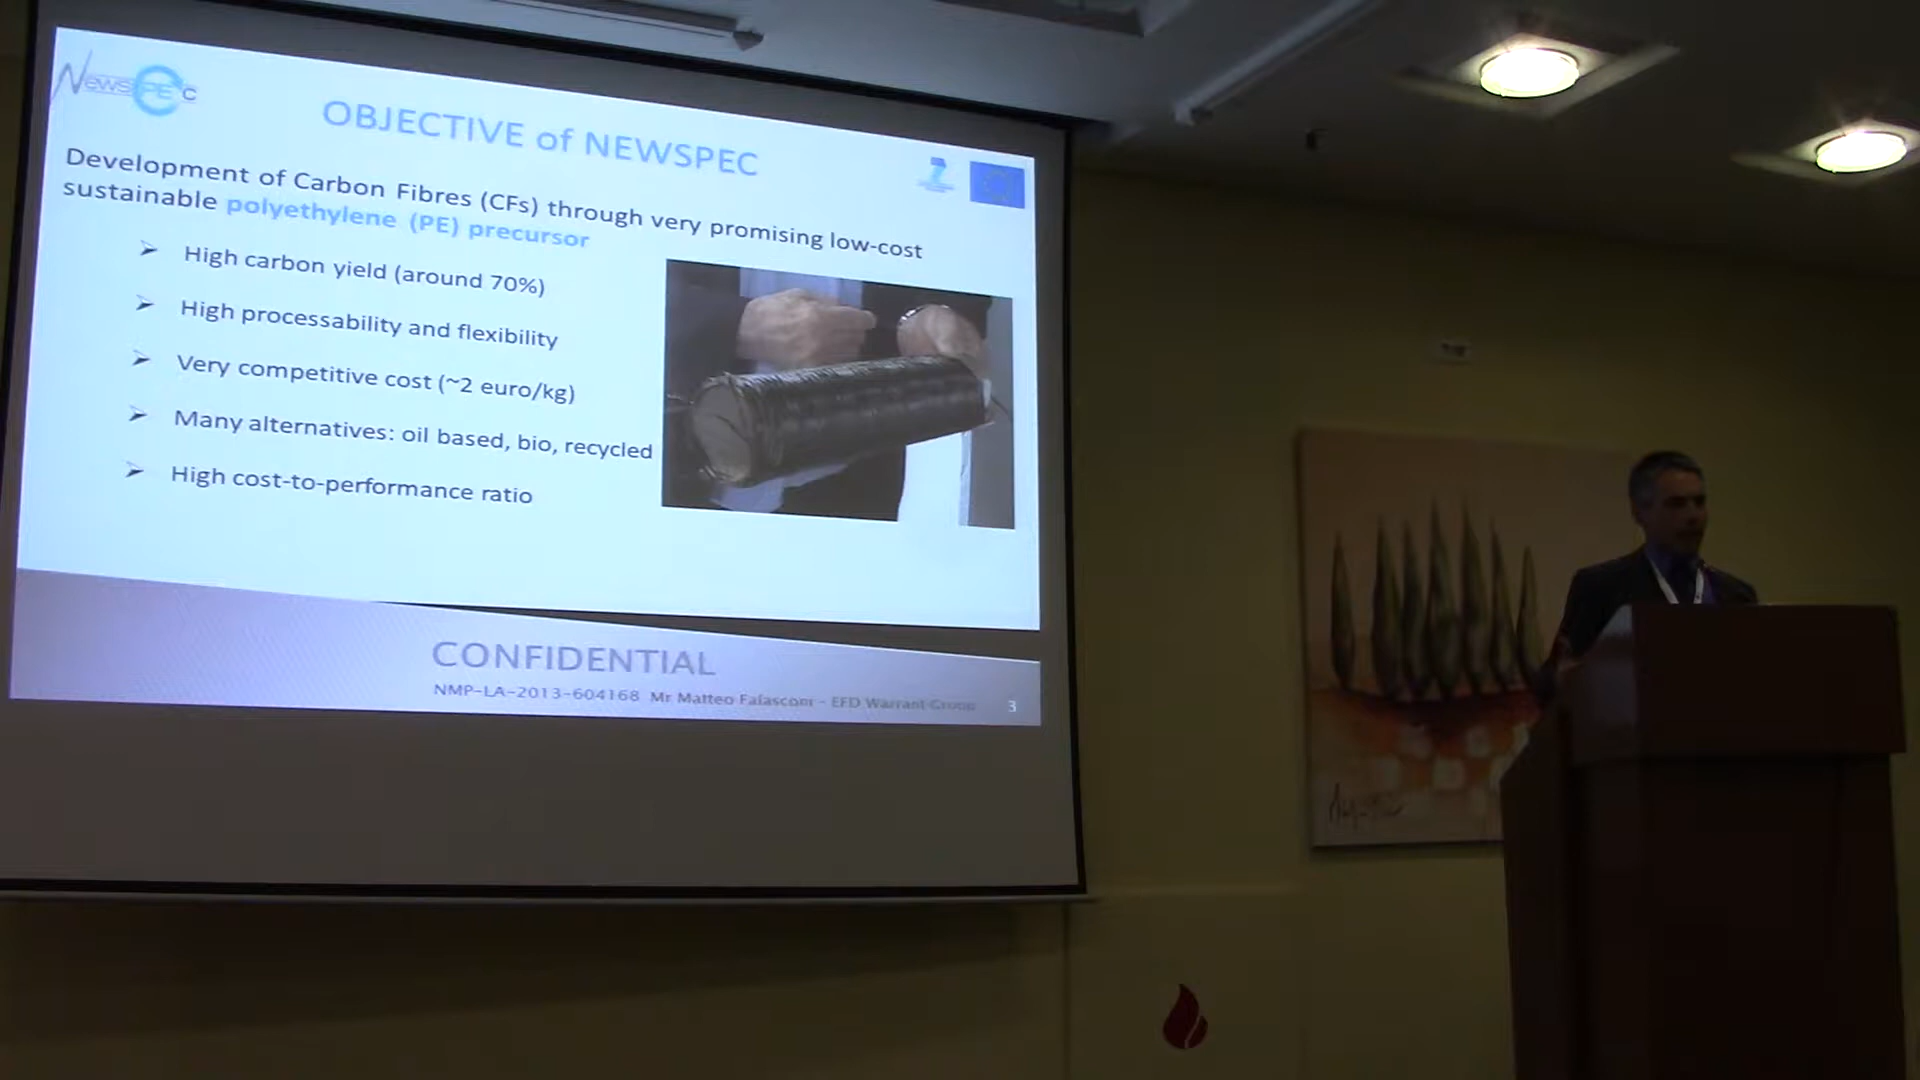 NEWSPEC
OBJECTIVE of NEWSPEC
Development of Carbon Fibres (CFs) through very promising low-cost
sustainable polyethylene (PE) precursor
➢ High carbon yield (around 70%)
➢ High processability and flexibility
➢ Very competitive cost (~2 euro/kg)
➢ Many alternatives: oil based, bio, recycled
➢ High cost-to-performance ratio
CONFIDENTIAL
NMP-LA-2013-604168 Mr Matteo Falasconi - EFD Warrant Group 3